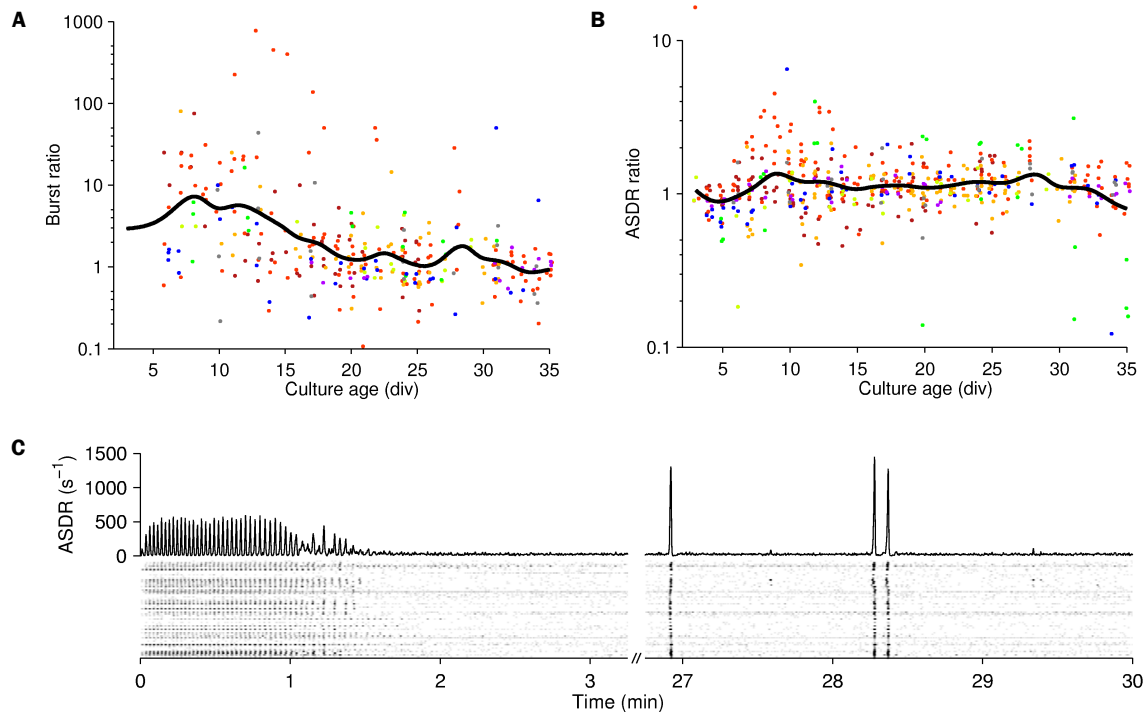 A
Burst ratio
1000
100
10
1
0.1
5 10 15 20 25 30 35
Culture age (div)
B
ASDR ratio
10
1
0.1
5 10 15 20 25 30 35
Culture age (div)
C
ASDR (s⁻¹)
1500
1000
500
0
0 1 2 3 // 27 28 29 30
Time (min)